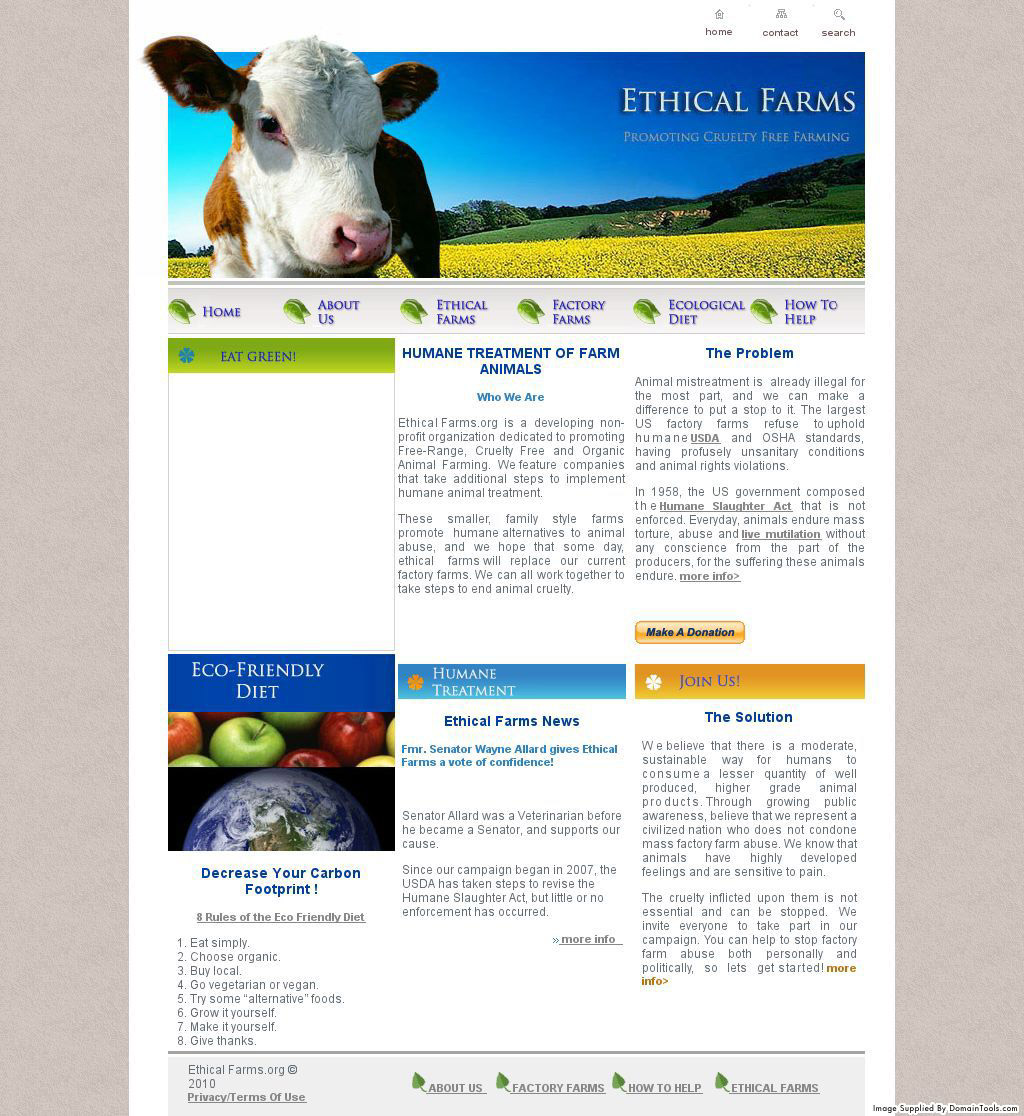 home
contact
search
ETHICAL FARMS
PROMOTING CRUELTY FREE FARMING
HOME
ABOUT
US
ETHICAL
FARMS
FACTORY
FARMS
ECOLOGICAL
DIET
HOW TO
HELP
EAT GREEN!
HUMANE TREATMENT OF FARM
ANIMALS
Who We Are
Ethical Farms.org is a developing non-
profit organization dedicated to promoting
Free-Range, Cruelty Free and Organic
Animal Farming. We feature companies
that take additional steps to implement
humane animal treatment.
These smaller, family style farms
promote humane alternatives to animal
abuse, and we hope that some day,
ethical farms will replace our current
factory farms. We can all work together to
take steps to end animal cruelty.
The Problem
Animal mistreatment is already illegal for
the most part, and we can make a
difference to put a stop to it. The largest
US factory farms refuse to uphold
humane USDA and OSHA standards,
having profusely unsanitary conditions
and animal rights violations.
In 1958, the US government composed
the Humane Slaughter Act that is not
enforced. Everyday, animals endure mass
torture, abuse and live mutilation without
any conscience from the part of the
producers, for the suffering these animals
endure. more info>
Make A Donation
ECO-FRIENDLY
DIET
Decrease Your Carbon
Footprint !
8 Rules of the Eco Friendly Diet
1. Eat simply.
2. Choose organic.
3. Buy local.
4. Go vegetarian or vegan.
5. Try some “alternative” foods.
6. Grow it yourself.
7. Make it yourself.
8. Give thanks.
HUMANE
TREATMENT
Ethical Farms News
Fmr. Senator Wayne Allard gives Ethical
Farms a vote of confidence!
Senator Allard was a Veterinarian before
he became a Senator, and supports our
cause.
Since our campaign began in 2007, the
USDA has taken steps to revise the
Humane Slaughter Act, but little or no
enforcement has occurred.
» more info
JOIN US!
The Solution
We believe that there is a moderate,
sustainable way for humans to
consume a lesser quantity of well
produced, higher grade animal
products. Through growing public
awareness, believe that we represent a
civilized nation who does not condone
mass factory farm abuse. We know that
animals have highly developed
feelings and are sensitive to pain.
The cruelty inflicted upon them is not
essential and can be stopped. We
invite everyone to take part in our
campaign. You can help to stop factory
farm abuse both personally and
politically, so lets get started! more
info>
Ethical Farms.org ©
2010
Privacy/Terms Of Use
ABOUT US
FACTORY FARMS
HOW TO HELP
ETHICAL FARMS
Image Supplied By DomainTools.com